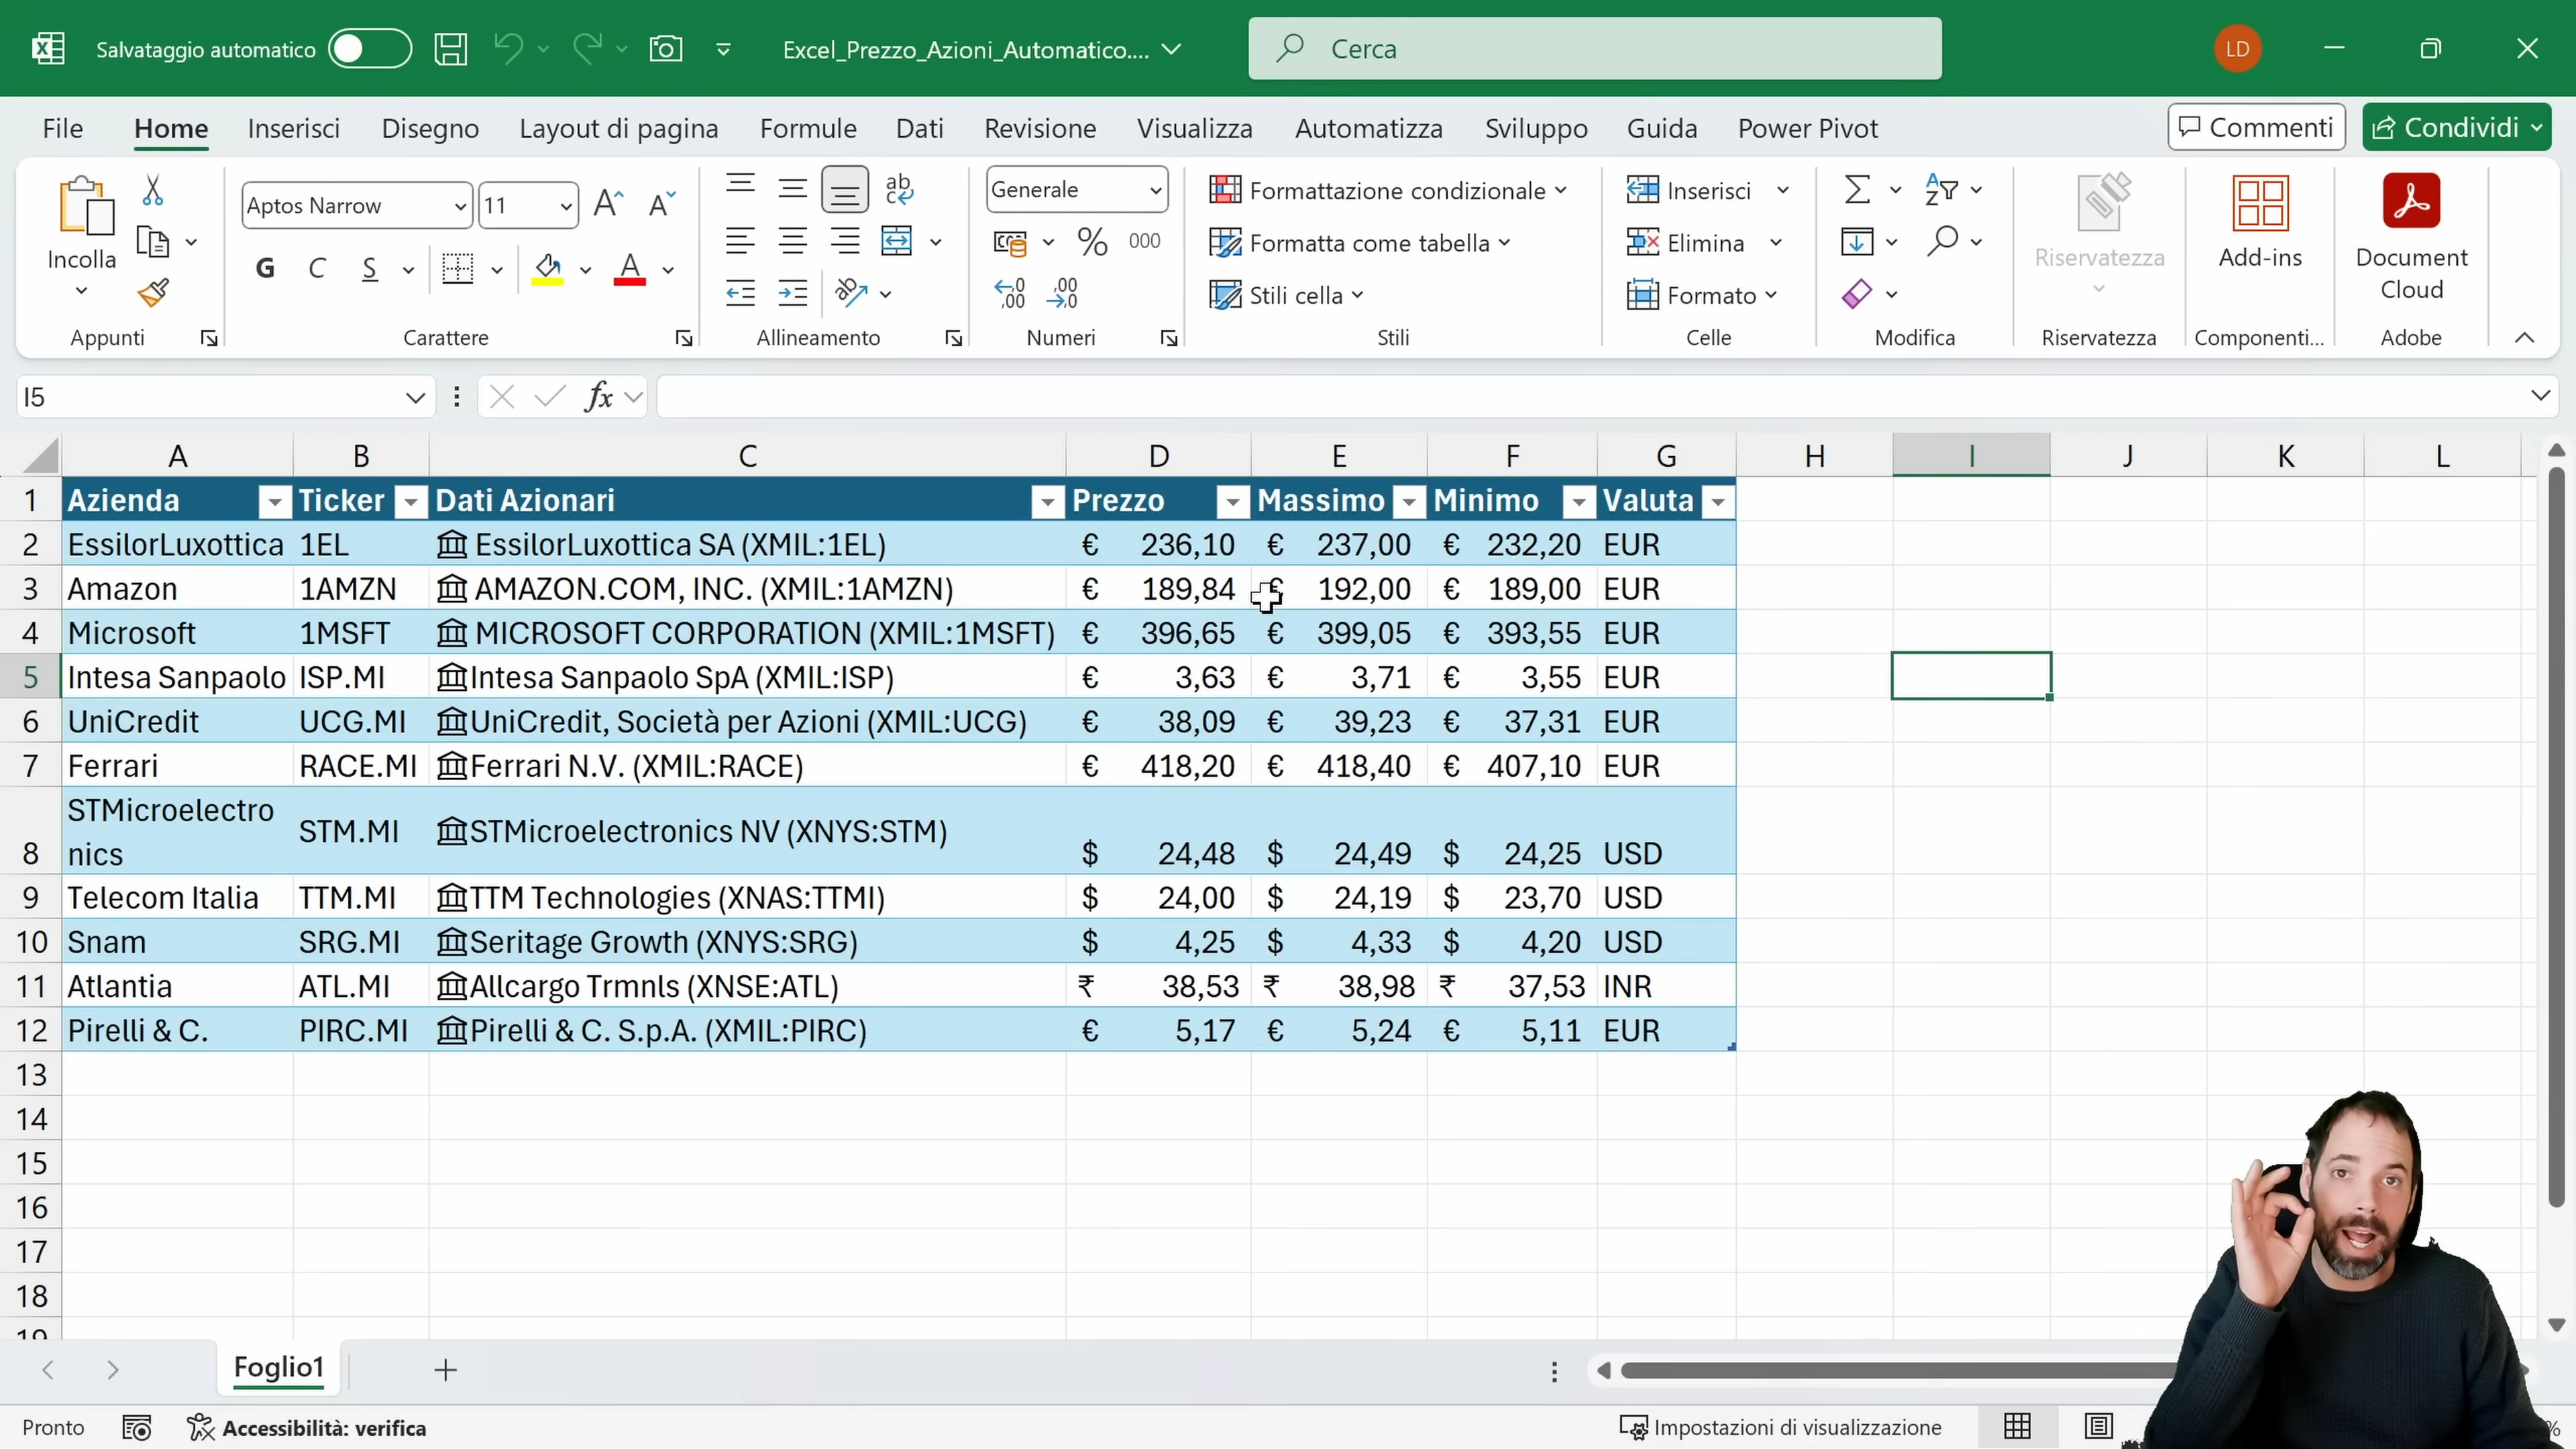 Salvataggio automatico
Excel_Prezzo_Azioni_Automatico....
Cerca
LD
File Home Inserisci Disegno Layout di pagina Formule Dati Revisione Visualizza Automatizza Sviluppo Guida Power Pivot Commenti Condividi
Incolla
Appunti
Aptos Narrow 11
G C S
Carattere
Allineamento
Generale
% 000
Numeri
Formattazione condizionale
Formatta come tabella
Stili cella
Stili
Inserisci
Elimina
Formato
Celle
Modifica
Riservatezza
Riservatezza
Add-ins
Componenti...
Document
Cloud
Adobe
I5 fx
A B C D E F G H I J K L
1 Azienda Ticker Dati Azionari Prezzo Massimo Minimo Valuta
2 EssilorLuxottica 1EL EssilorLuxottica SA (XMIL:1EL) € 236,10 € 237,00 € 232,20 EUR
3 Amazon 1AMZN AMAZON.COM, INC. (XMIL:1AMZN) € 189,84 € 192,00 € 189,00 EUR
4 Microsoft 1MSFT MICROSOFT CORPORATION (XMIL:1MSFT) € 396,65 € 399,05 € 393,55 EUR
5 Intesa Sanpaolo ISP.MI Intesa Sanpaolo SpA (XMIL:ISP) € 3,63 € 3,71 € 3,55 EUR
6 UniCredit UCG.MI UniCredit, Società per Azioni (XMIL:UCG) € 38,09 € 39,23 € 37,31 EUR
7 Ferrari RACE.MI Ferrari N.V. (XMIL:RACE) € 418,20 € 418,40 € 407,10 EUR
STMicroelectro
8 nics STM.MI STMicroelectronics NV (XNYS:STM) $ 24,48 $ 24,49 $ 24,25 USD
9 Telecom Italia TTM.MI TTM Technologies (XNAS:TTMI) $ 24,00 $ 24,19 $ 23,70 USD
10 Snam SRG.MI Seritage Growth (XNYS:SRG) $ 4,25 $ 4,33 $ 4,20 USD
11 Atlantia ATL.MI Allcargo Trmnls (XNSE:ATL) ₹ 38,53 ₹ 38,98 ₹ 37,53 INR
12 Pirelli & C. PIRC.MI Pirelli & C. S.p.A. (XMIL:PIRC) € 5,17 € 5,24 € 5,11 EUR
13
14
15
16
17
18
19
Foglio1
Pronto Accessibilità: verifica Impostazioni di visualizzazione %